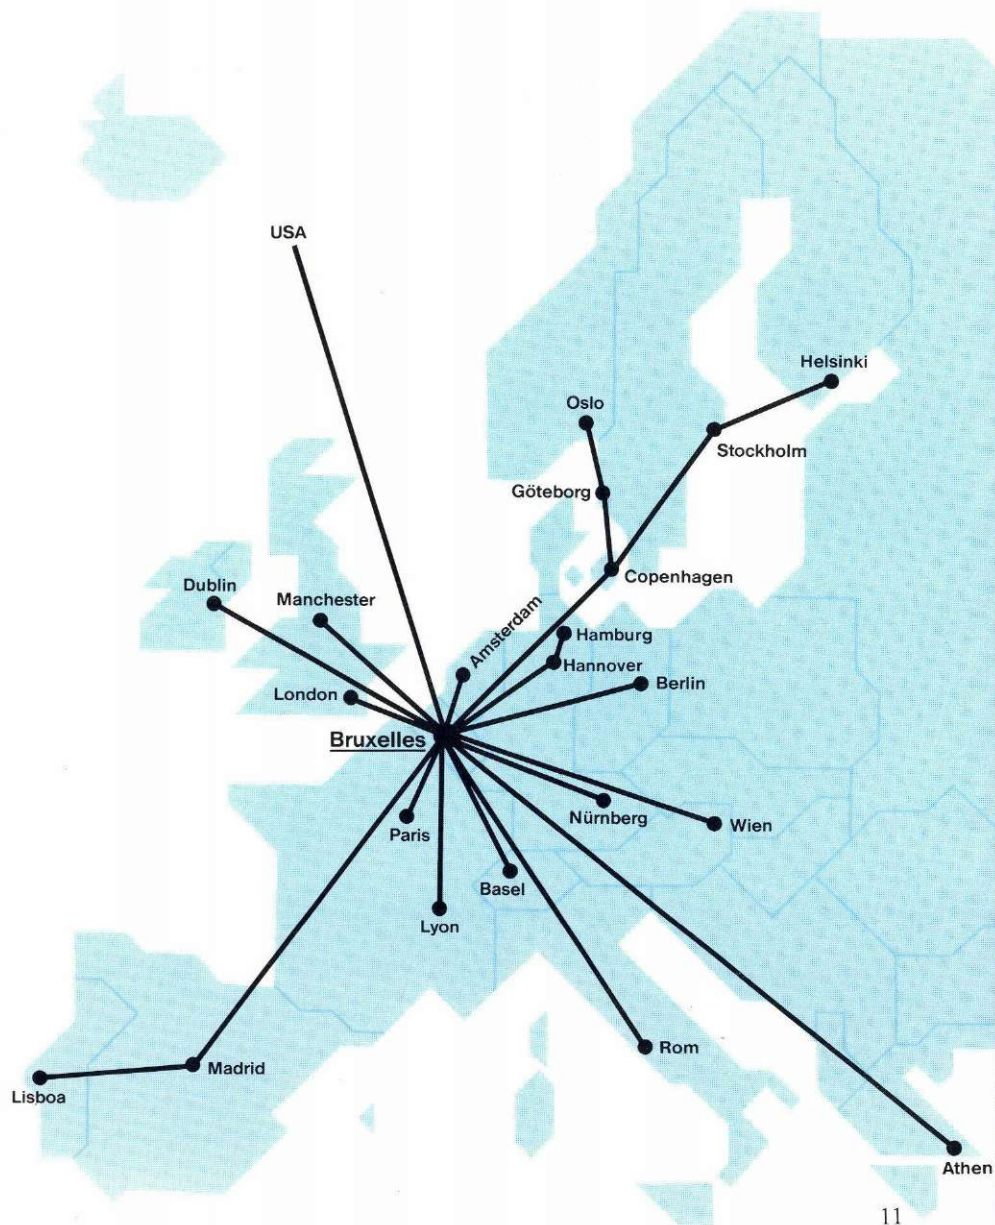 USA
Helsinki
Oslo
Stockholm
Göteborg
Copenhagen
Dublin
Manchester
Amsterdam
Hamburg
Hannover
London
Berlin
Bruxelles
Paris
Nürnberg
Wien
Basel
Lyon
Rom
Madrid
Lisboa
Athen
11